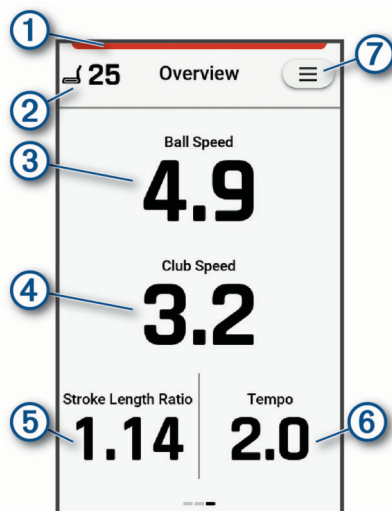 1
2
25 Overview
7
Ball Speed
3
4.9
Club Speed
4
3.2
Stroke Length Ratio Tempo
5
1.14 2.0
6